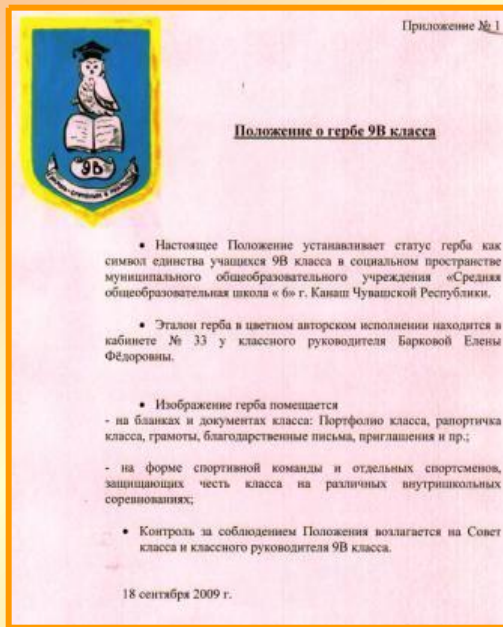 Приложение № 1
Положение о гербе 9В класса
9В
• Настоящее Положение устанавливает статус герба как
символ единства учащихся 9В класса в социальном пространстве
муниципального общеобразовательного учреждения «Средняя
общеобразовательная школа « 6» г. Канаш Чувашской Республики.
• Эталон герба в цветном авторском исполнении находится в
кабинете № 33 у классного руководителя Барковой Елены
Фёдоровны.
• Изображение герба помещается
- на бланках и документах класса: Портфолио класса, рапортичка
класса, грамоты, благодарственные письма, приглашения и пр.;
- на форме спортивной команды и отдельных спортсменов,
защищающих честь класса на различных внутришкольных
соревнованиях;
• Контроль за соблюдением Положения возлагается на Совет
класса и классного руководителя 9В класса.
18 сентября 2009 г.